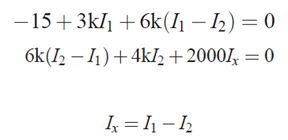 −15 + 3kI₁ + 6k(I₁ − I₂) = 0
6k(I₂ − I₁) + 4kI₂ + 2000Iₓ = 0
Iₓ = I₁ − I₂